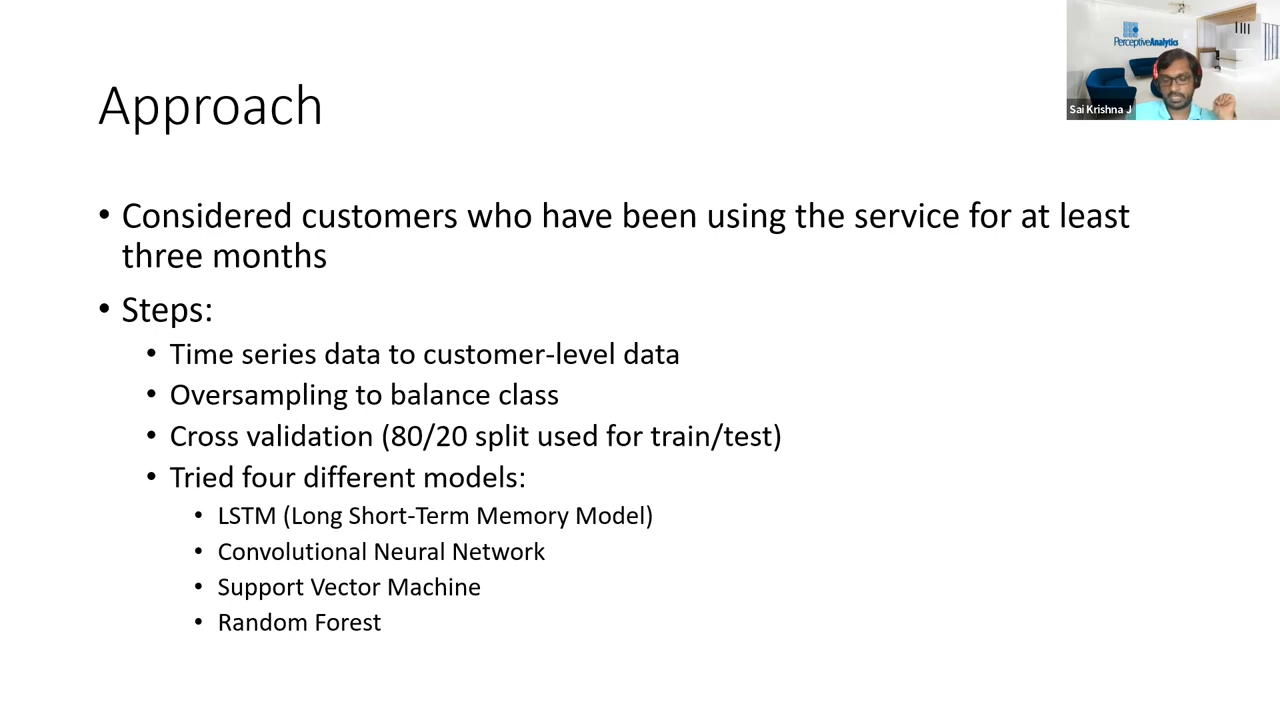 PerceptiveAnalytics
Sai Krishna J
Approach
• Considered customers who have been using the service for at least
three months
• Steps:
• Time series data to customer-level data
• Oversampling to balance class
• Cross validation (80/20 split used for train/test)
• Tried four different models:
• LSTM (Long Short-Term Memory Model)
• Convolutional Neural Network
• Support Vector Machine
• Random Forest